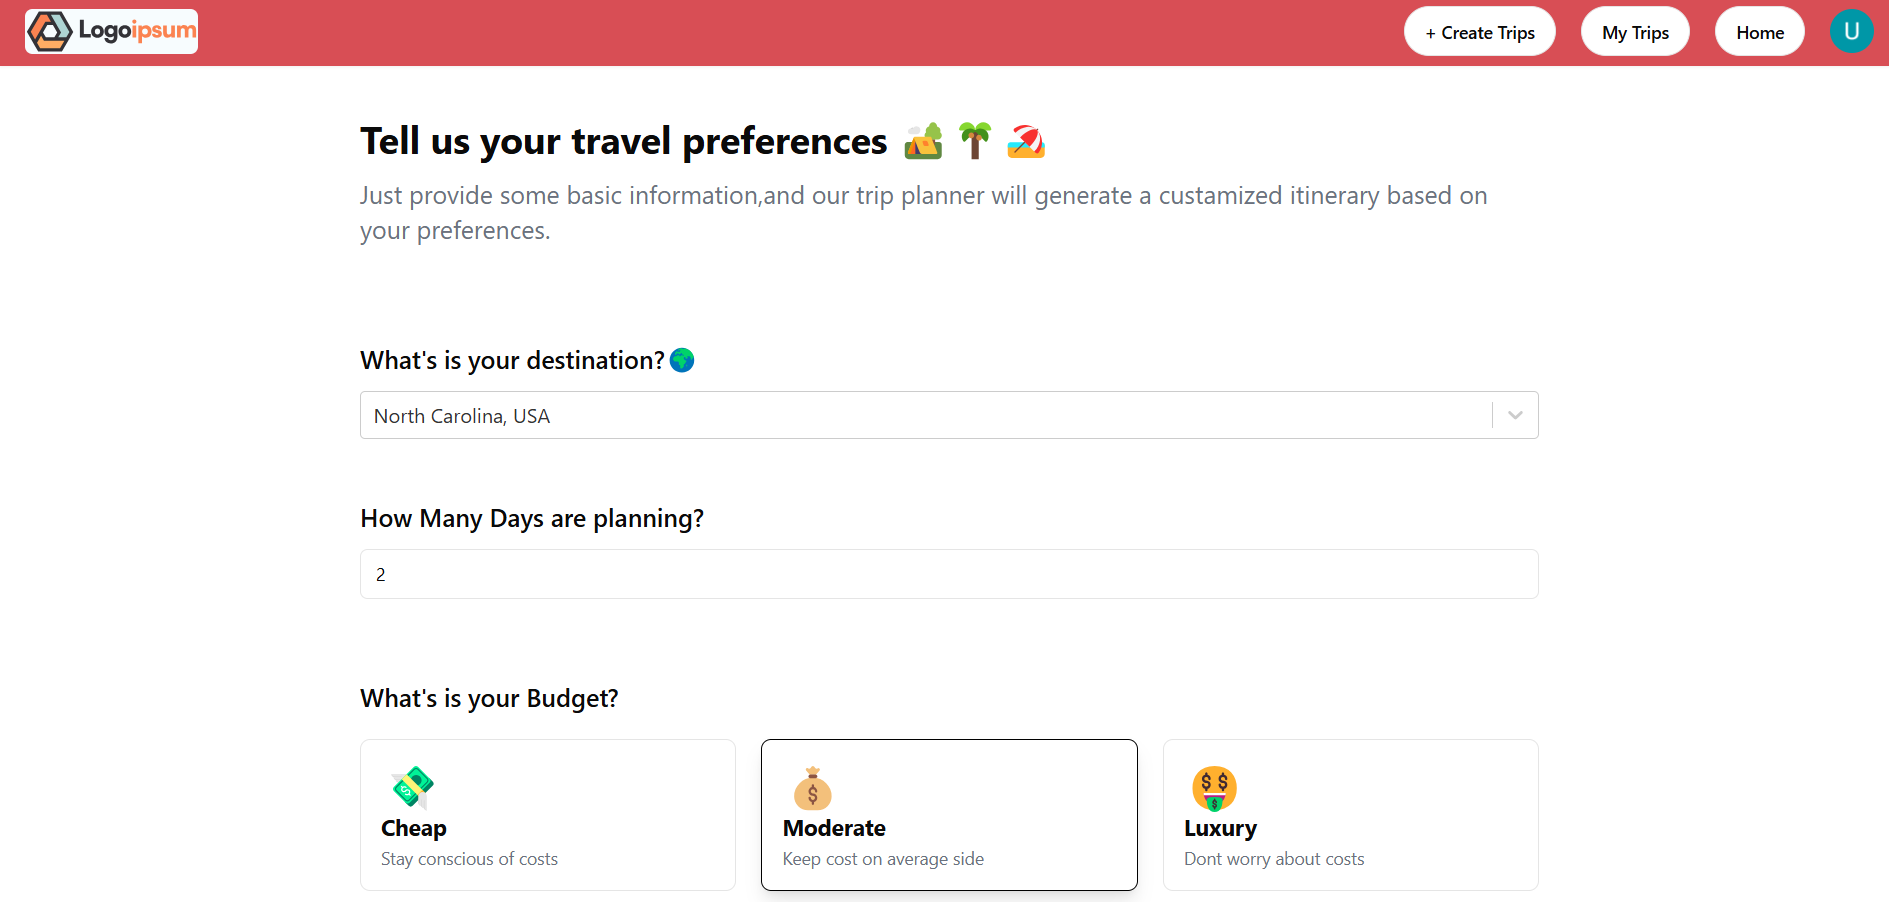 Logoipsum
+ Create Trips
My Trips
Home
U
Tell us your travel preferences 🏕️ 🌴 🏖️
Just provide some basic information,and our trip planner will generate a custamized itinerary based on
your preferences.
What's is your destination?🌍
North Carolina, USA
How Many Days are planning?
2
What's is your Budget?
Cheap
Stay conscious of costs
Moderate
Keep cost on average side
Luxury
Dont worry about costs